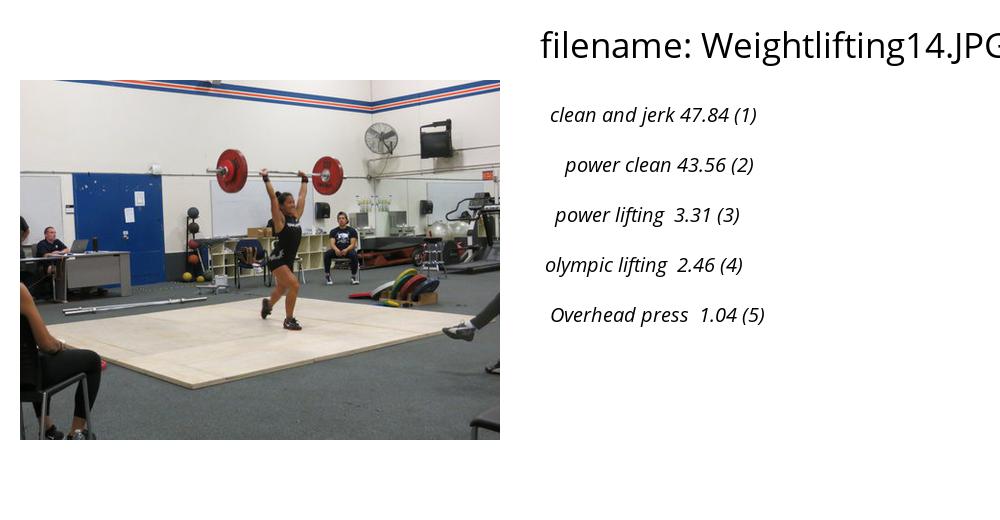 filename: Weightlifting14.JPG
clean and jerk 47.84 (1)
power clean 43.56 (2)
power lifting 3.31 (3)
olympic lifting 2.46 (4)
Overhead press 1.04 (5)